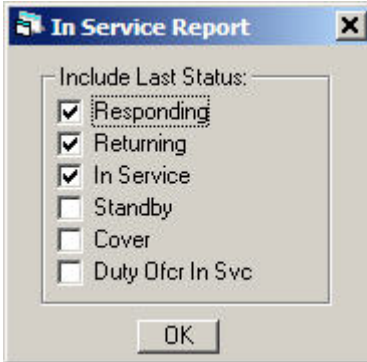 In Service Report
Include Last Status:
Responding
Returning
In Service
Standby
Cover
Duty Ofcr In Svc
OK